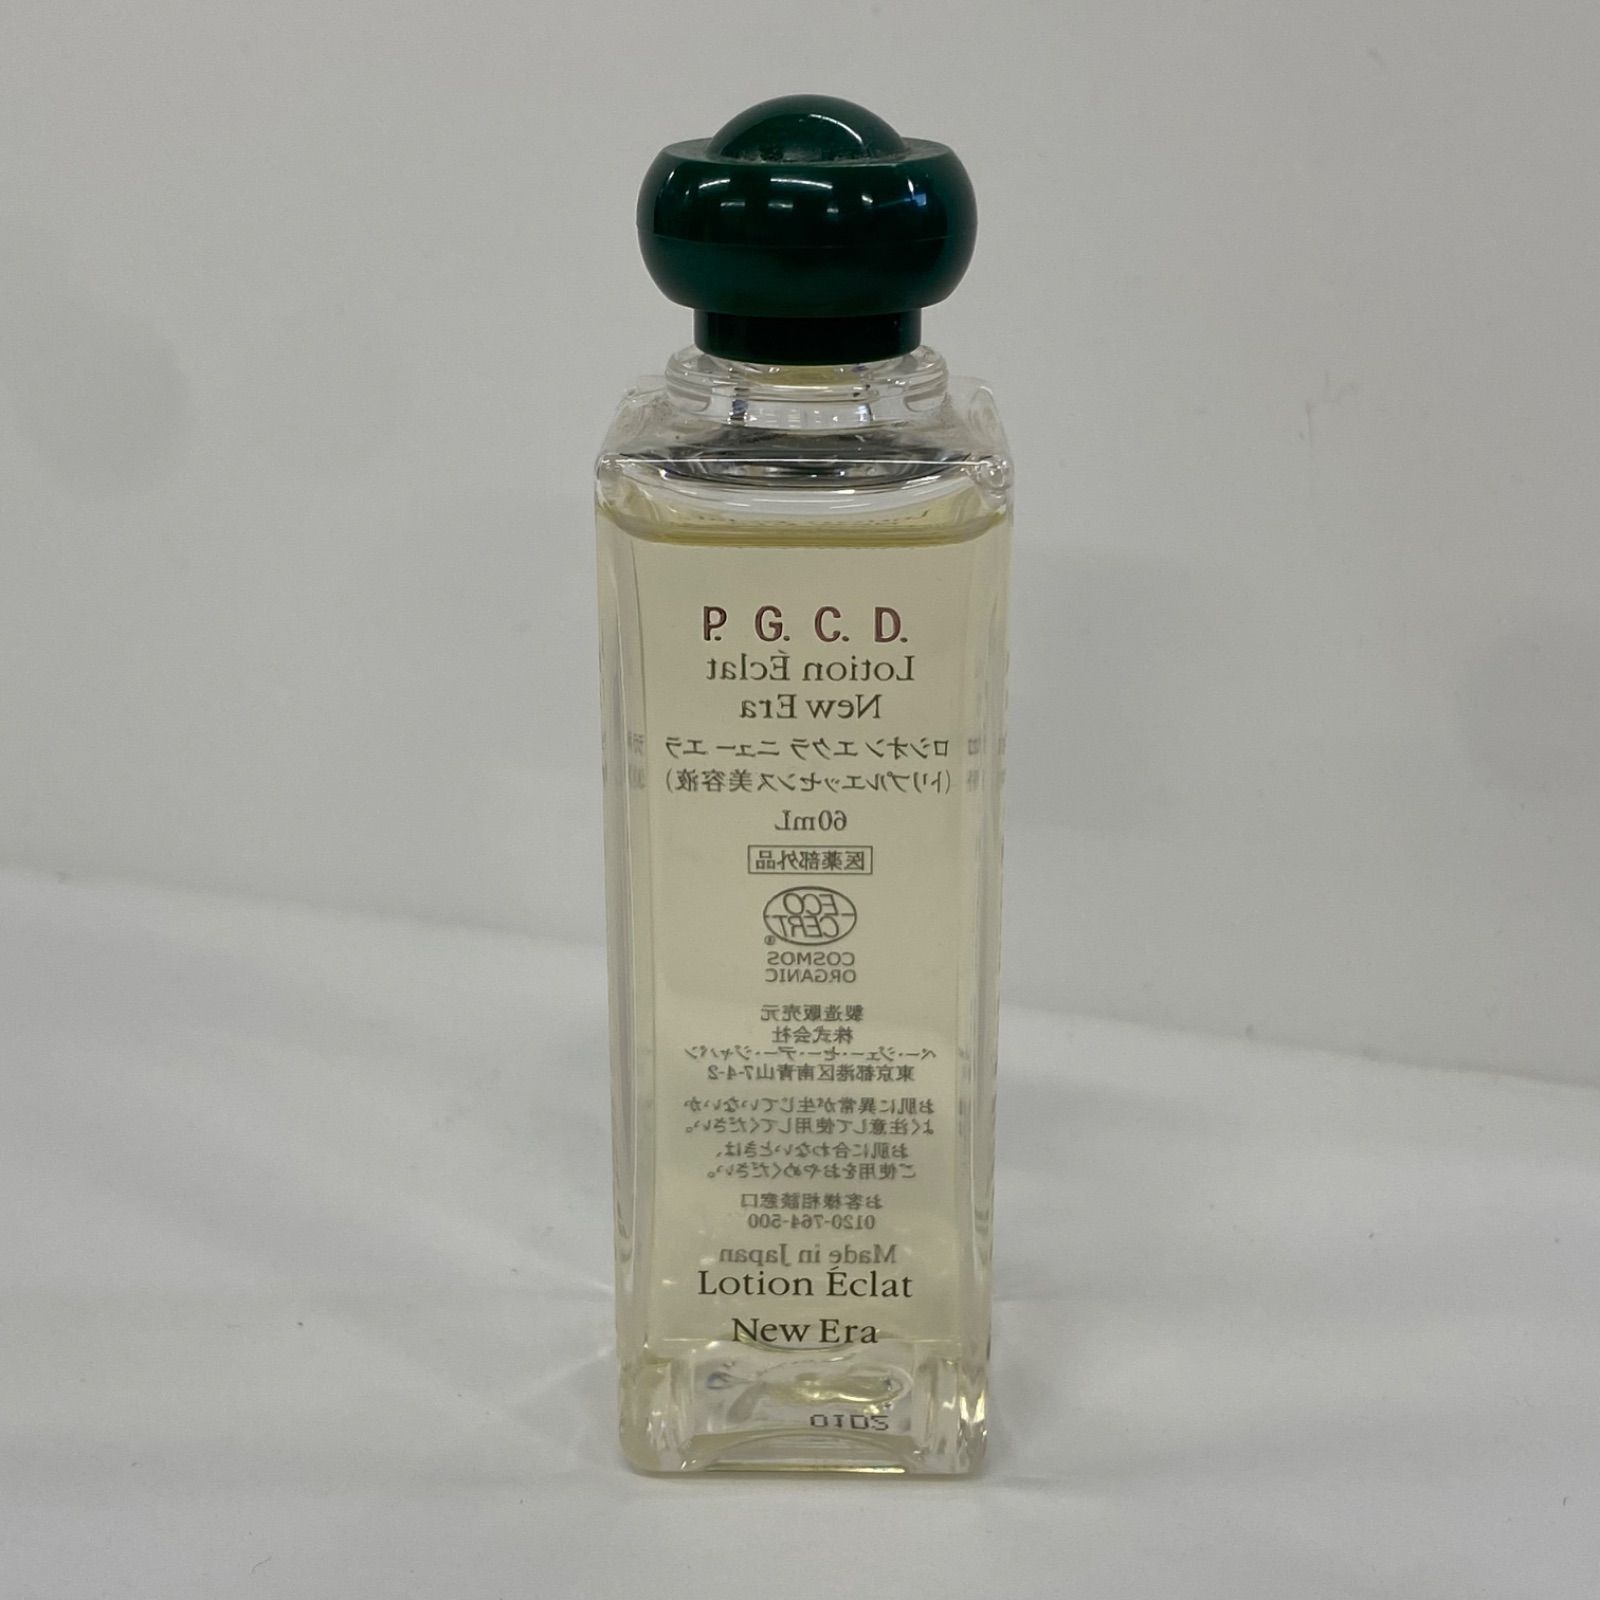 P. G. C. D.
Lotion Éclat
New Era
ロシオン エクラ ニュー エラ
(トリプルエッセンス美容液)
60mL
医薬部外品
ECO
CERT
COSMOS
ORGANIC
製造販売元
株式会社
ペー・ジェー・セー・デー・ジャパン
東京都港区南青山7-4-2
お肌に異常が生じていないか
よく注意して使用してください。
お肌に合わないときは、
ご使用をおやめください。
お客様相談窓口
0120-764-500
Made in Japan
Lotion Éclat
New Era